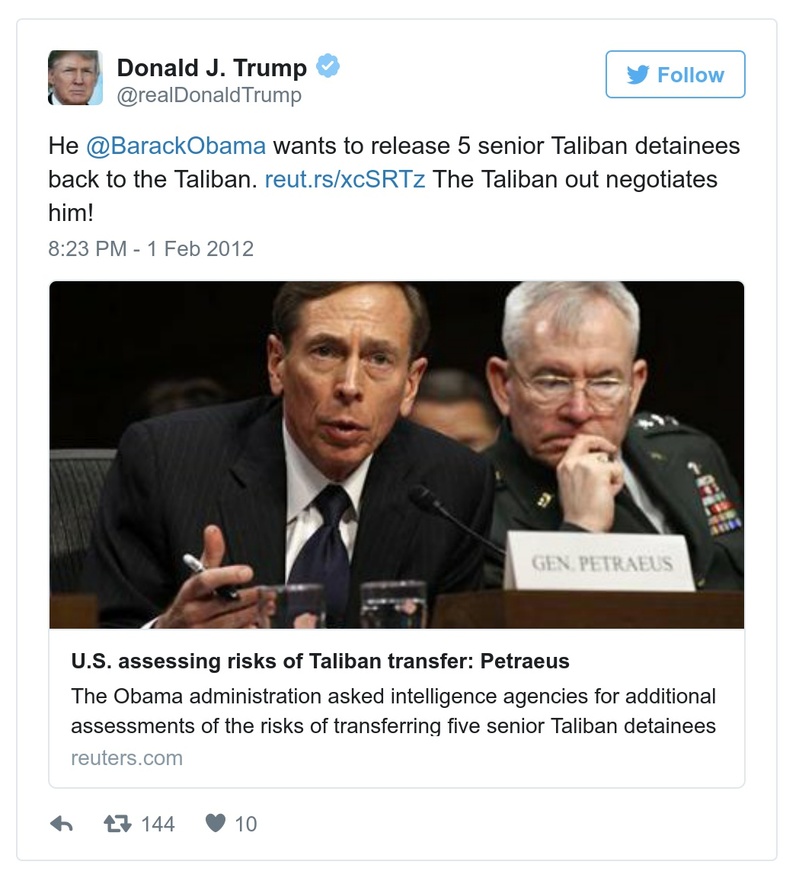 Donald J. Trump
@realDonaldTrump
Follow
He @BarackObama wants to release 5 senior Taliban detainees
back to the Taliban. reut.rs/xcSRTz The Taliban out negotiates
him!
8:23 PM - 1 Feb 2012
GEN. PETRAEUS
U.S. assessing risks of Taliban transfer: Petraeus
The Obama administration asked intelligence agencies for additional
assessments of the risks of transferring five senior Taliban detainees
reuters.com
144
10